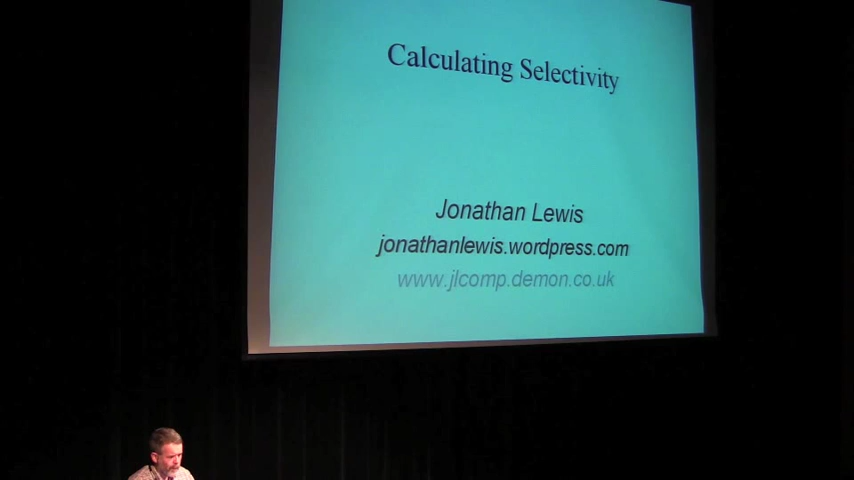 Calculating Selectivity
Jonathan Lewis
jonathanlewis.wordpress.com
www.jlcomp.demon.co.uk